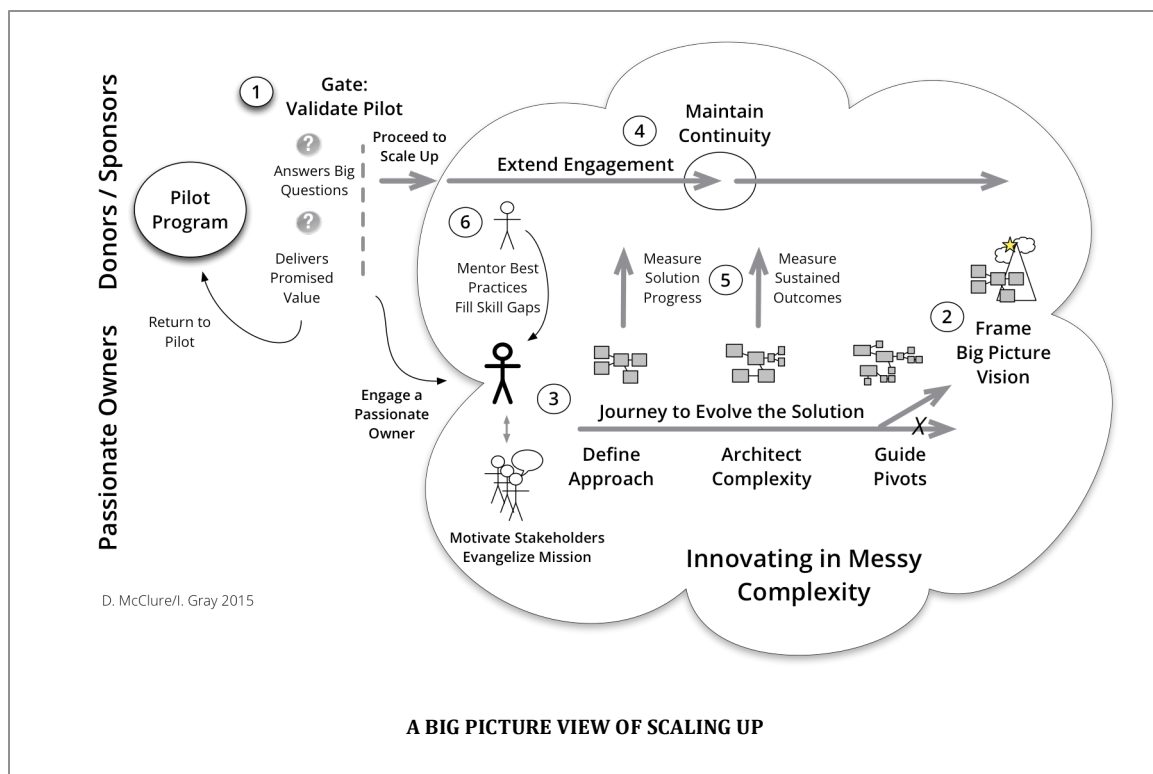 Donors / Sponsors
Passionate Owners
1
Gate:
Validate Pilot
?
Answers Big
Questions
?
Delivers
Promised
Value
Pilot
Program
Return to
Pilot
Proceed to
Scale Up
Engage a
Passionate
Owner
4
Maintain
Continuity
Extend Engagement
6
Mentor Best
Practices
Fill Skill Gaps
Measure
Solution
Progress
5
Measure
Sustained
Outcomes
2
Frame
Big Picture
Vision
3
Journey to Evolve the Solution
X
Define
Approach
Architect
Complexity
Guide
Pivots
Motivate Stakeholders
Evangelize Mission
Innovating in Messy
Complexity
D. McClure/I. Gray 2015
A BIG PICTURE VIEW OF SCALING UP